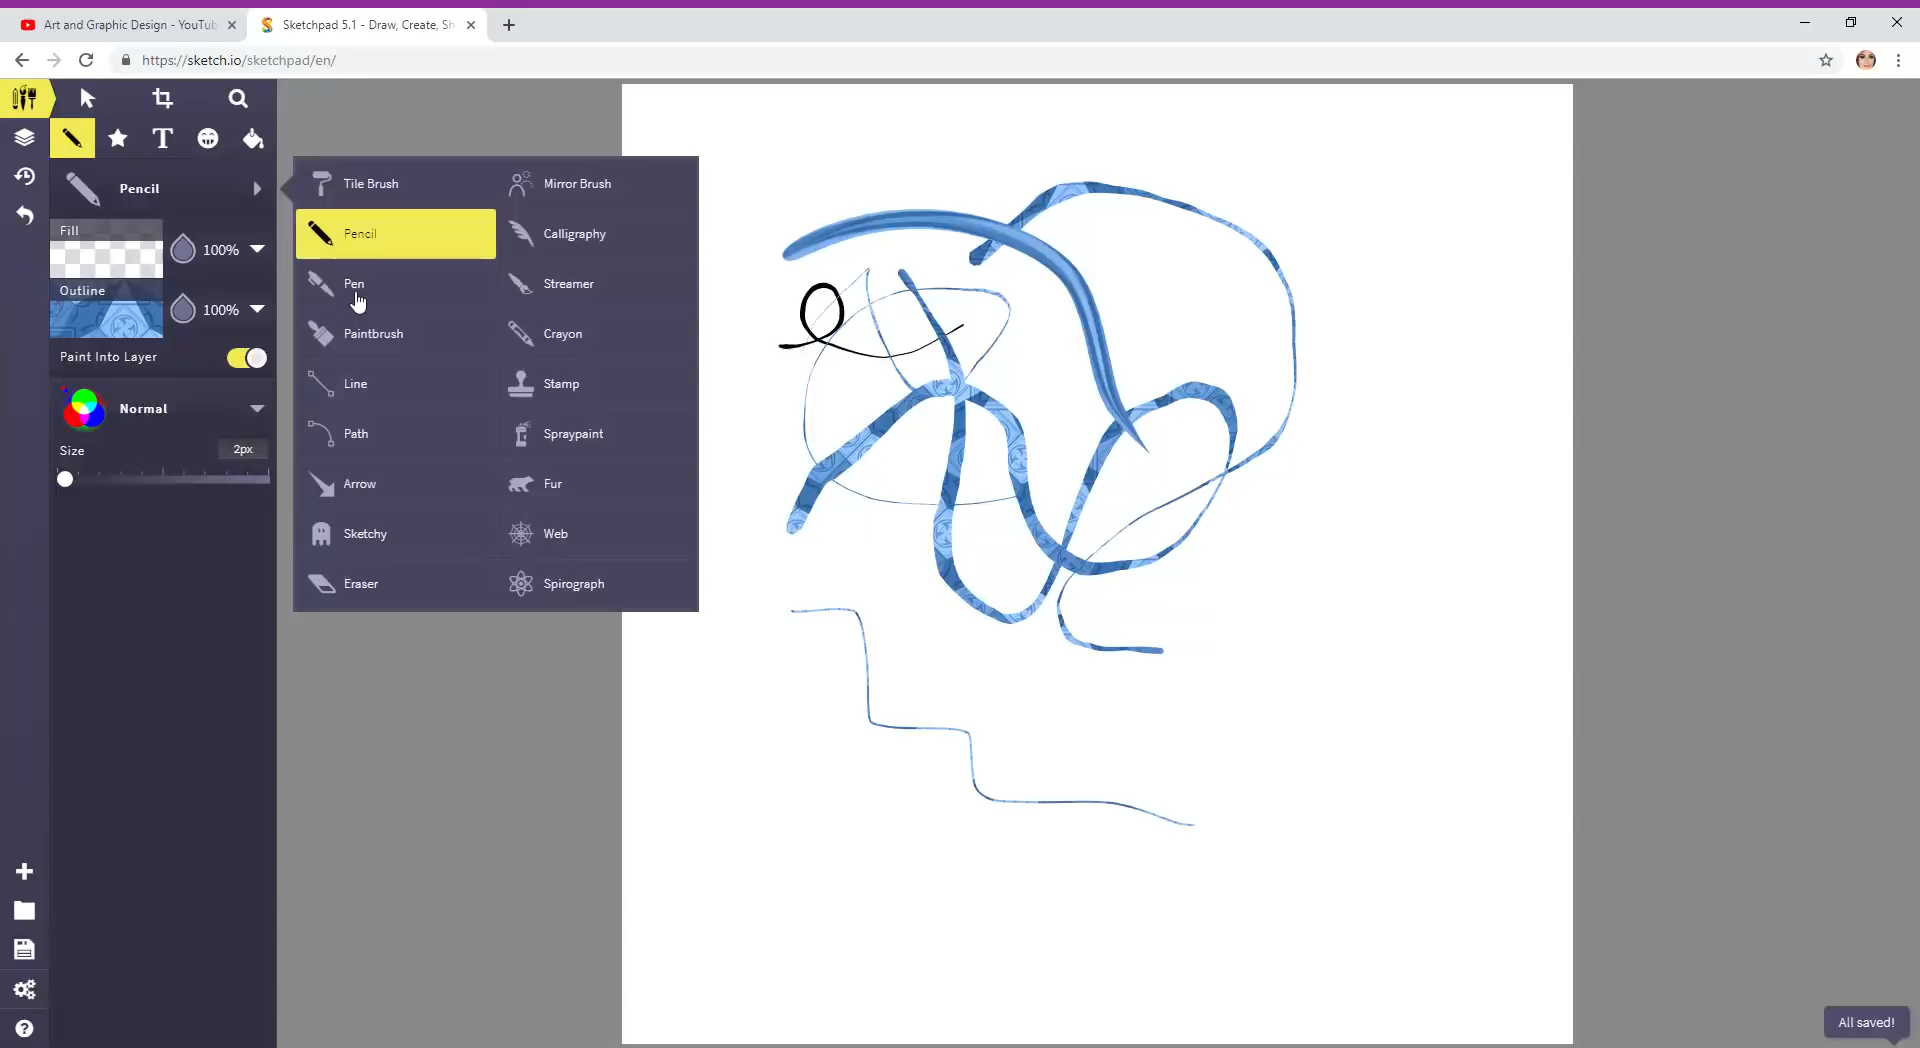 Art and Graphic Design - YouTub
Sketchpad 5.1 - Draw, Create, Sh
https://sketch.io/sketchpad/en/
T
Pencil
Fill
100%
Outline
100%
Paint Into Layer
Normal
Size
2px
Tile Brush
Mirror Brush
Pencil
Calligraphy
Pen
Streamer
Paintbrush
Crayon
Line
Stamp
Path
Spraypaint
Arrow
Fur
Sketchy
Web
Eraser
Spirograph
All saved!